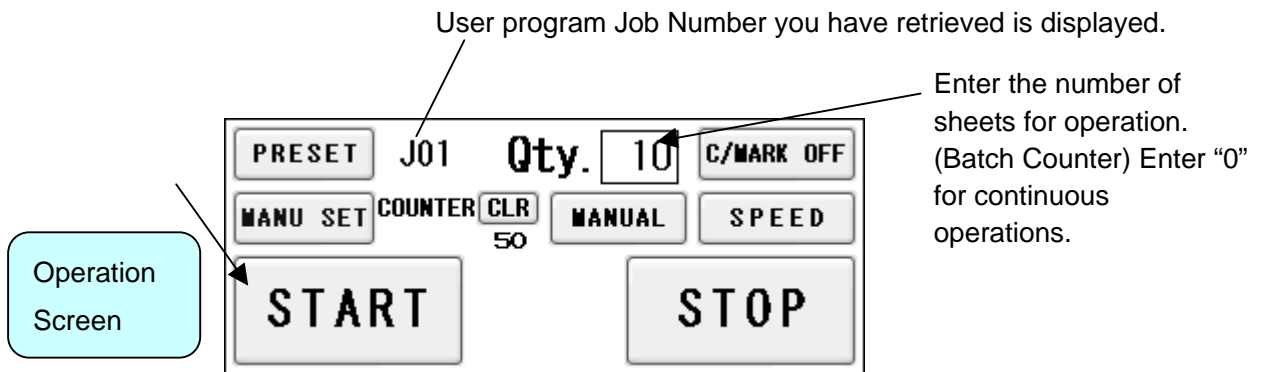 User program Job Number you have retrieved is displayed.
Enter the number of
sheets for operation.
(Batch Counter) Enter “0”
for continuous
operations.
PRESET J01 Qty. 10 C/MARK OFF
MANU SET COUNTER CLR MANUAL SPEED
50
START STOP
Operation
Screen